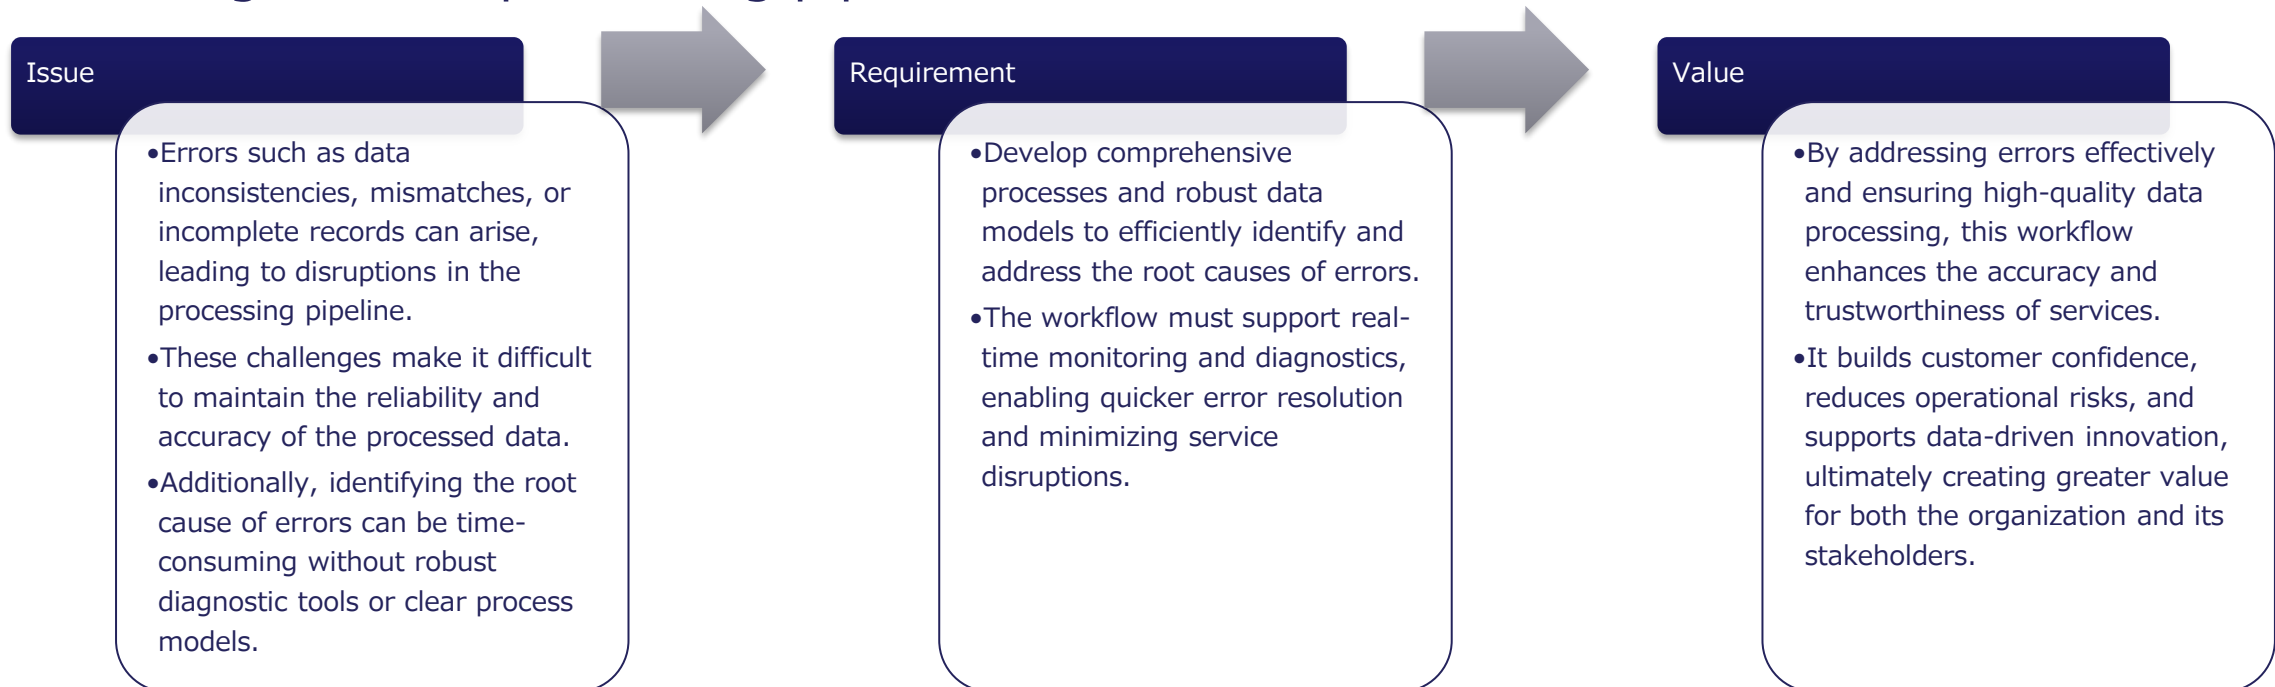 Issue
•Errors such as data
inconsistencies, mismatches, or
incomplete records can arise,
leading to disruptions in the
processing pipeline.
•These challenges make it difficult
to maintain the reliability and
accuracy of the processed data.
•Additionally, identifying the root
cause of errors can be time-
consuming without robust
diagnostic tools or clear process
models.
Requirement
•Develop comprehensive
processes and robust data
models to efficiently identify and
address the root causes of errors.
•The workflow must support real-
time monitoring and diagnostics,
enabling quicker error resolution
and minimizing service
disruptions.
Value
•By addressing errors effectively
and ensuring high-quality data
processing, this workflow
enhances the accuracy and
trustworthiness of services.
•It builds customer confidence,
reduces operational risks, and
supports data-driven innovation,
ultimately creating greater value
for both the organization and its
stakeholders.